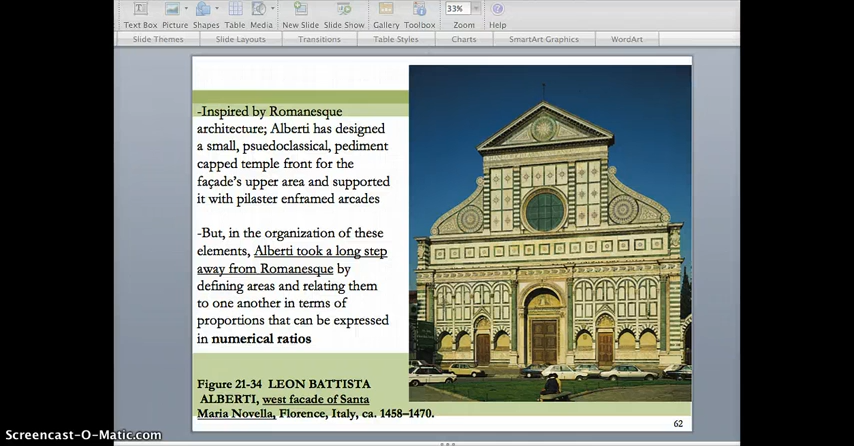 Text Box Picture Shapes Table Media New Slide Slide Show Gallery Toolbox Zoom Help
33%
Slide Themes Slide Layouts Transitions Table Styles Charts SmartArt Graphics WordArt
-Inspired by Romanesque
architecture; Alberti has designed
a small, psuedoclassical, pediment
capped temple front for the
façade's upper area and supported
it with pilaster enframed arcades
-But, in the organization of these
elements, Alberti took a long step
away from Romanesque by
defining areas and relating them
to one another in terms of
proportions that can be expressed
in numerical ratios
Figure 21-34 LEON BATTISTA
ALBERTI, west facade of Santa
Maria Novella, Florence, Italy, ca. 1458–1470.
62
Screencast-O-Matic.com